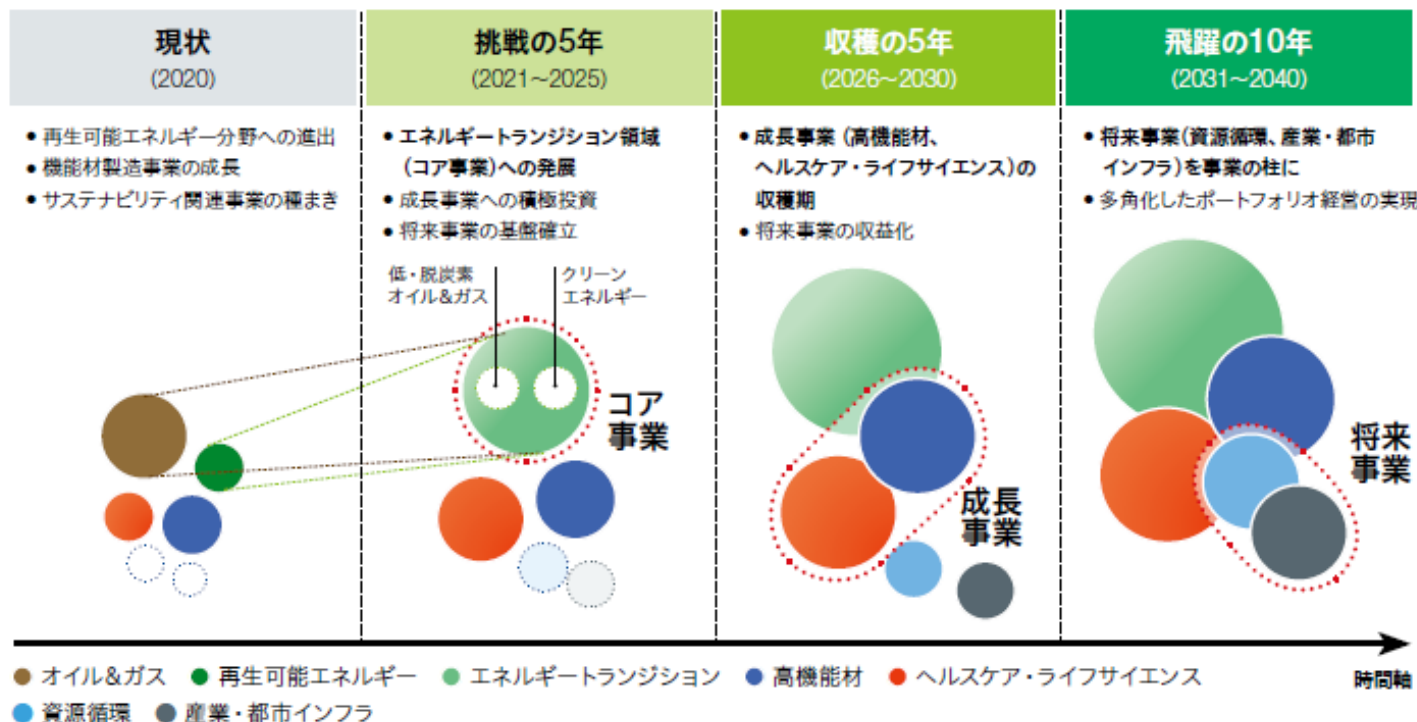 現状
(2020)
挑戦の5年
(2021～2025)
収穫の5年
(2026～2030)
飛躍の10年
(2031～2040)
● 再生可能エネルギー分野への進出
● 機能材製造事業の成長
● サステナビリティ関連事業の種まき
● エネルギートランジション領域
(コア事業)への発展
● 成長事業への積極投資
● 将来事業の基盤確立
● 成長事業 (高機能材、
ヘルスケア・ライフサイエンス)の
収穫期
● 将来事業の収益化
● 将来事業(資源循環、産業・都市
インフラ)を事業の柱に
● 多角化したポートフォリオ経営の実現
低・脱炭素
オイル&ガス
クリーン
エネルギー
コア
事業
成長
事業
将来
事業
● オイル&ガス ● 再生可能エネルギー ● エネルギートランジション ● 高機能材 ● ヘルスケア・ライフサイエンス
時間軸
● 資源循環 ● 産業・都市インフラ